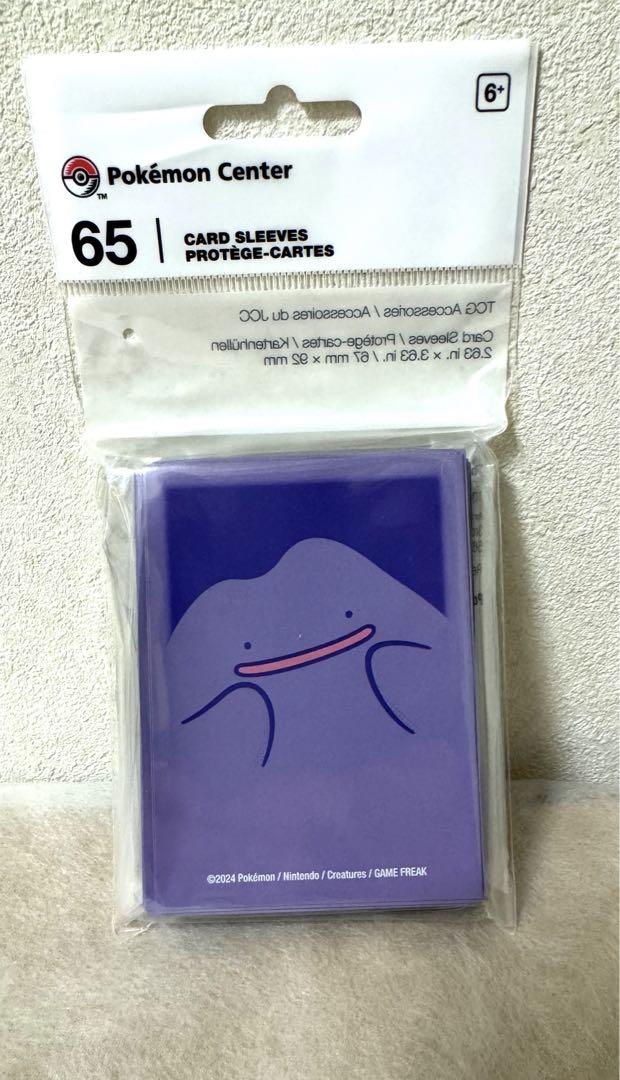 6+
Pokémon Center
TM
65
CARD SLEEVES
PROTÈGE-CARTES
TCG Accessories / Accessoires du JCC
Card Sleeves / Protège-cartes / Kartenhüllen
2.63 in. × 3.63 in. / 67 mm × 92 mm
©2024 Pokémon / Nintendo / Creatures / GAME FREAK